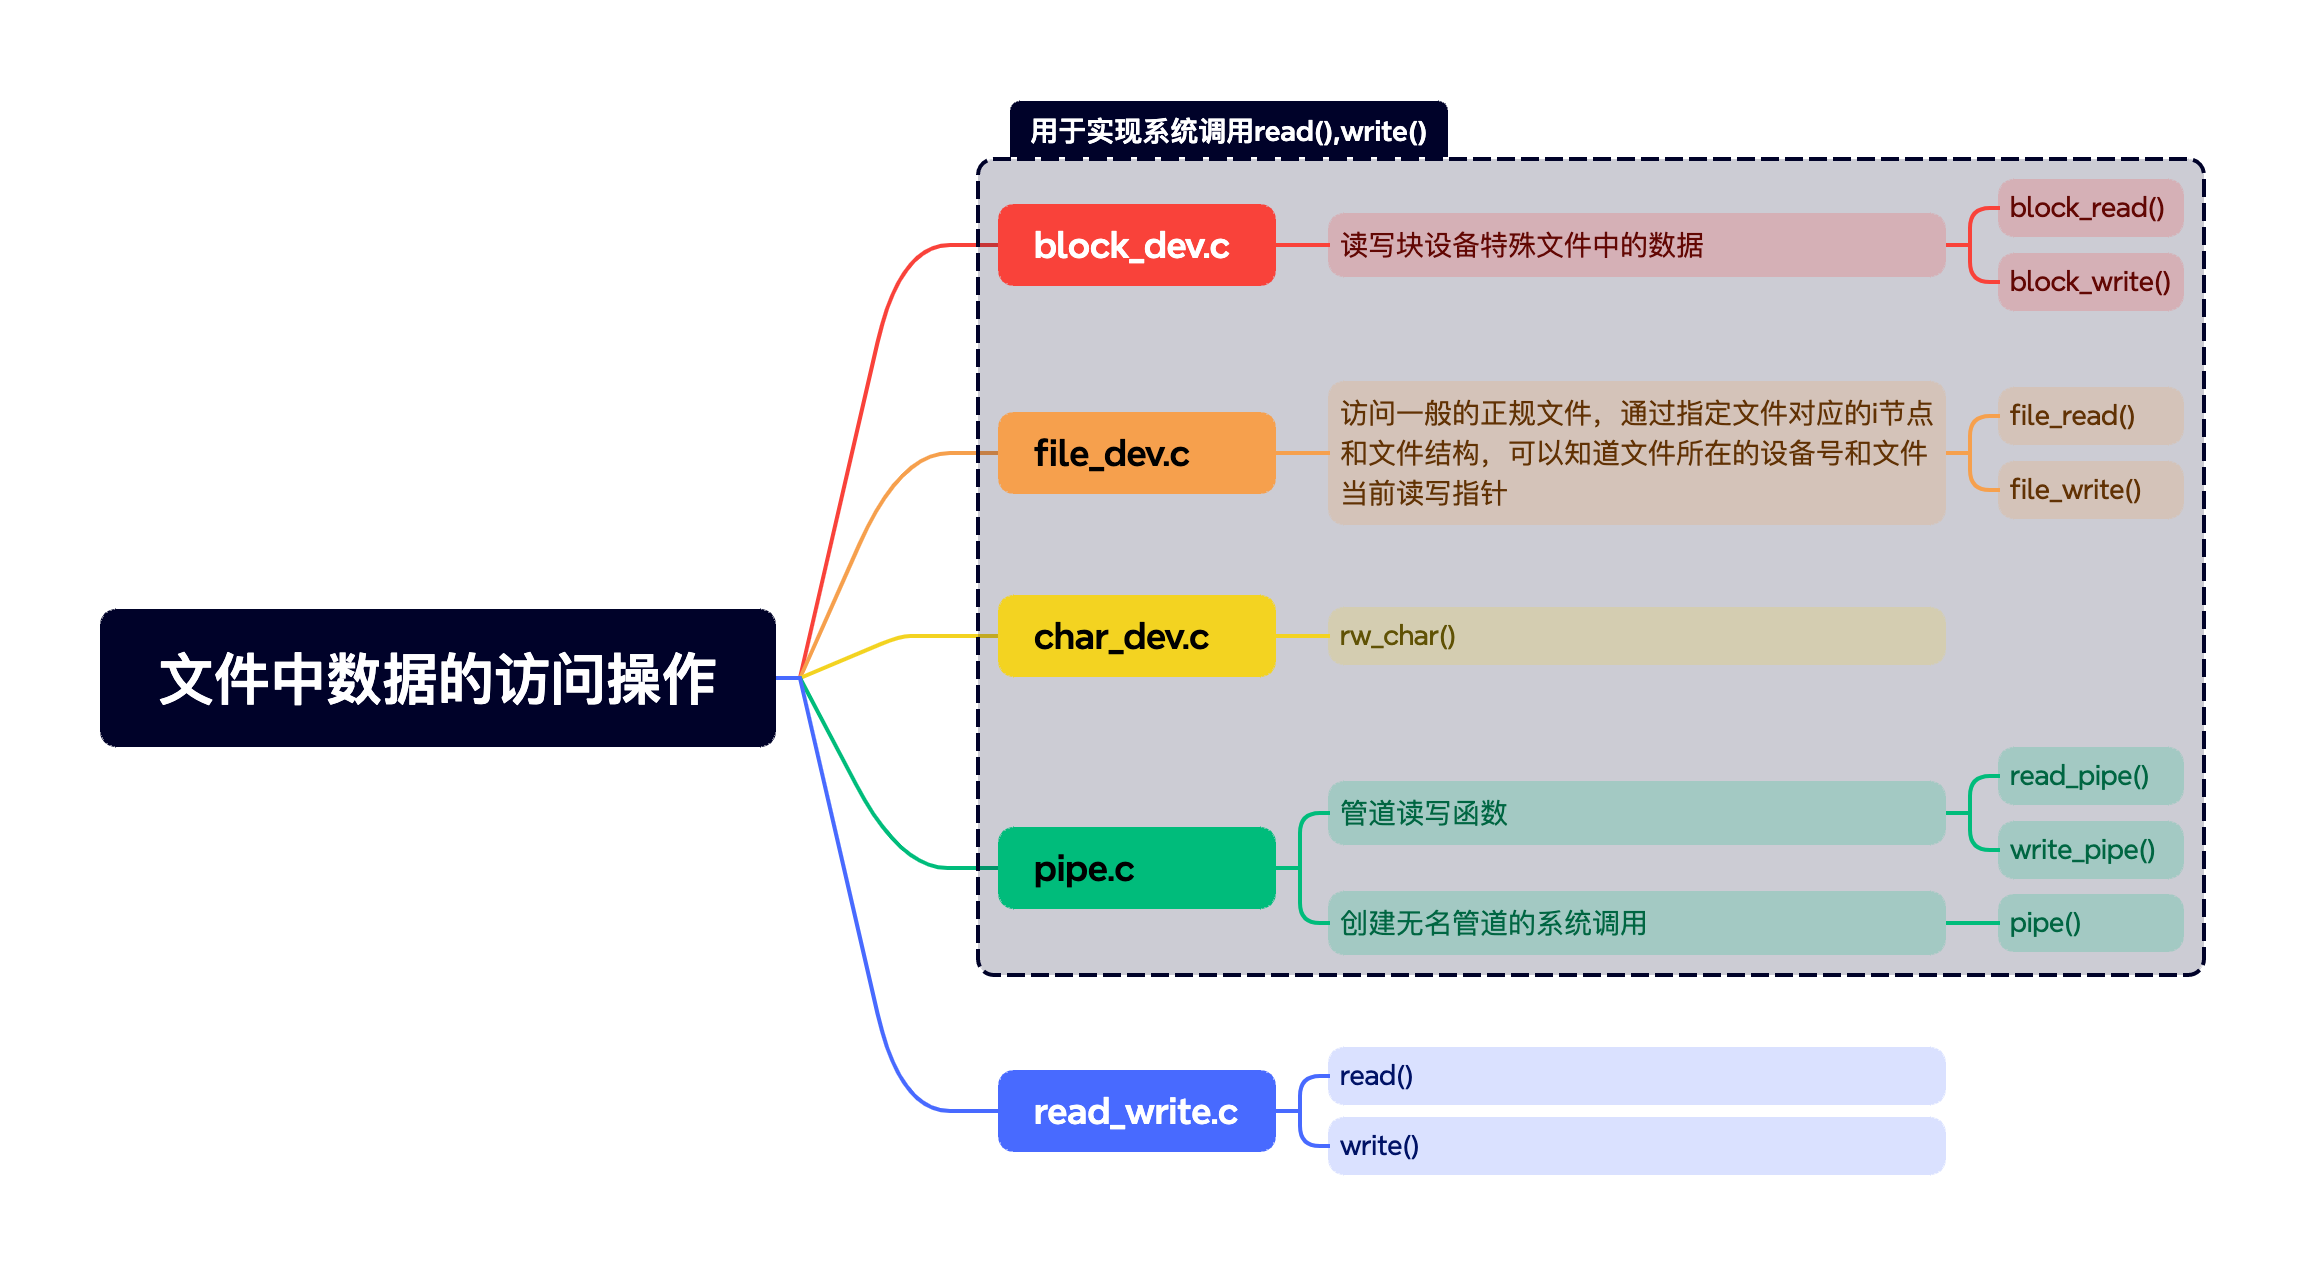 用于实现系统调用read(),write()
block_dev.c
读写块设备特殊文件中的数据
block_read()
block_write()
file_dev.c
访问一般的正规文件，通过指定文件对应的i节点
和文件结构，可以知道文件所在的设备号和文件
当前读写指针
file_read()
file_write()
char_dev.c
rw_char()
文件中数据的访问操作
pipe.c
管道读写函数
read_pipe()
write_pipe()
创建无名管道的系统调用
pipe()
read_write.c
read()
write()